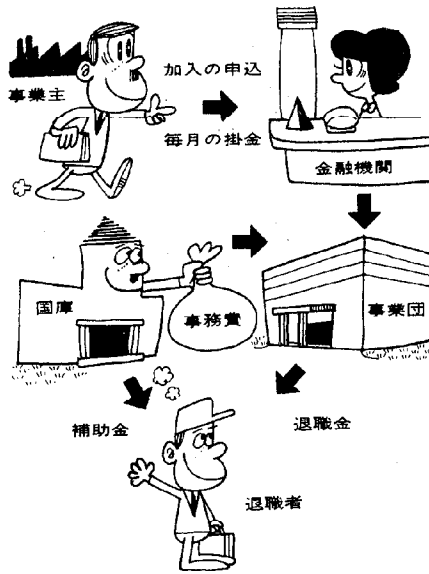 加入の申込
事業主
毎月の掛金
金融機関
国庫
事務費
事業団
補助金
退職金
退職者